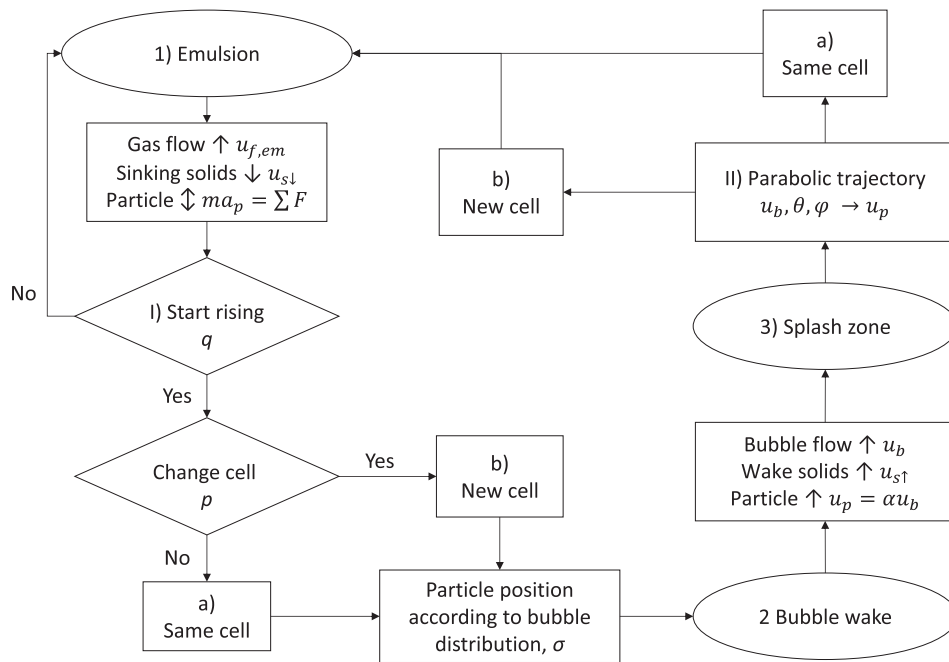 1) Emulsion
Gas flow ↑ u_{f,em}
Sinking solids ↓ u_{s↓}
Particle ↕ ma_p = ∑ F
No
I) Start rising
q
Yes
Change cell
p
Yes
b)
New cell
No
a)
Same cell
Particle position
according to bubble
distribution, σ
2 Bubble wake
Bubble flow ↑ u_b
Wake solids ↑ u_{s↑}
Particle ↑ u_p = αu_b
3) Splash zone
II) Parabolic trajectory
u_b, θ, φ → u_p
b)
New cell
a)
Same cell